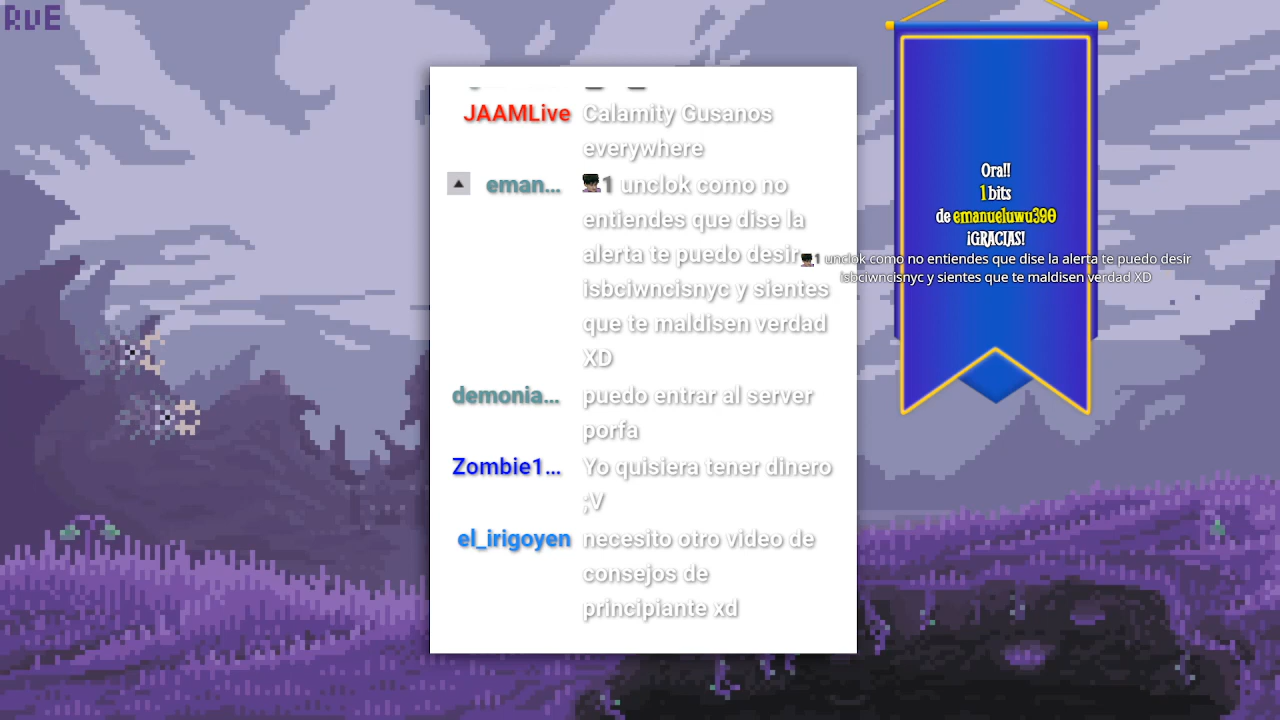 RvE
JAAMLive Calamity Gusanos
everywhere
eman... 1 unclok como no
entiendes que dise la
alerta te puedo desir
isbciwncisnyc y sientes
que te maldisen verdad
XD
demonia... puedo entrar al server
porfa
Zombie1... Yo quisiera tener dinero
;V
el_irigoyen necesito otro video de
consejos de
principiante xd
Ora!!
1 bits
de emanueluwu390
¡GRACIAS!
1 unclok como no entiendes que dise la alerta te puedo desir
isbciwncisnyc y sientes que te maldisen verdad XD